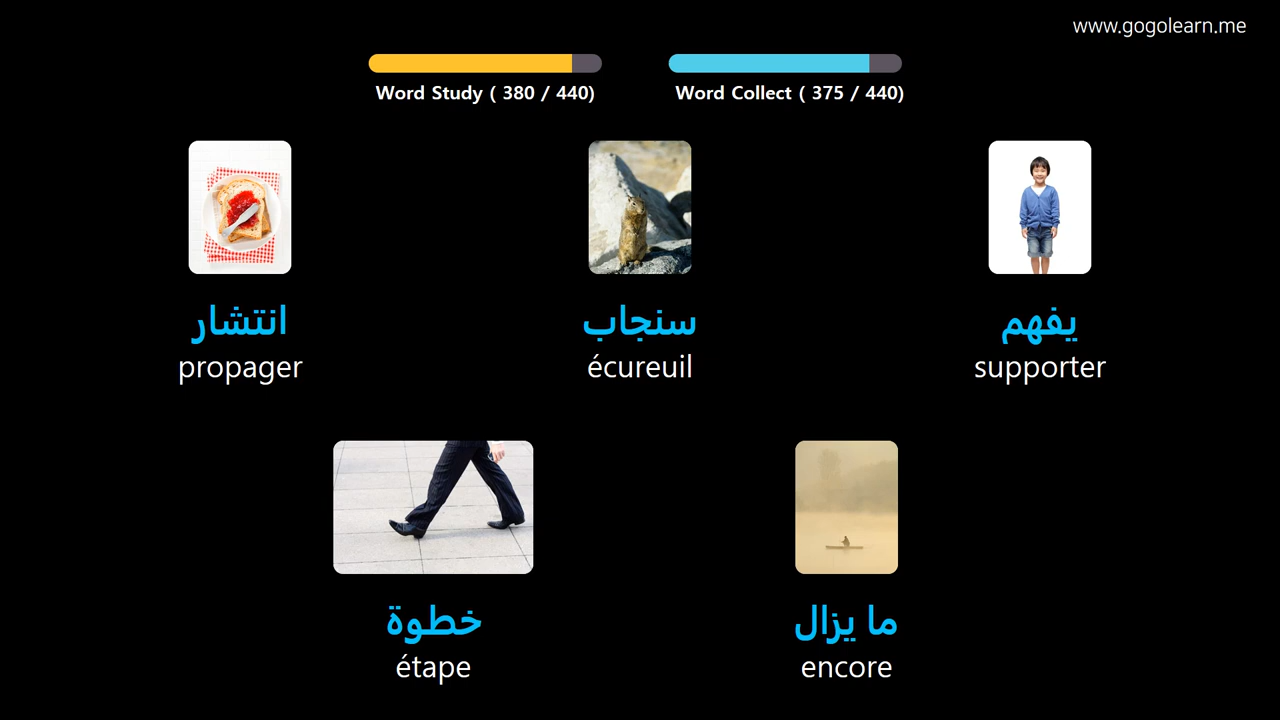 www.gogolearn.me
Word Study ( 380 / 440)
Word Collect ( 375 / 440)
انتشار
propager
سنجاب
écureuil
يفهم
supporter
خطوة
étape
ما يزال
encore